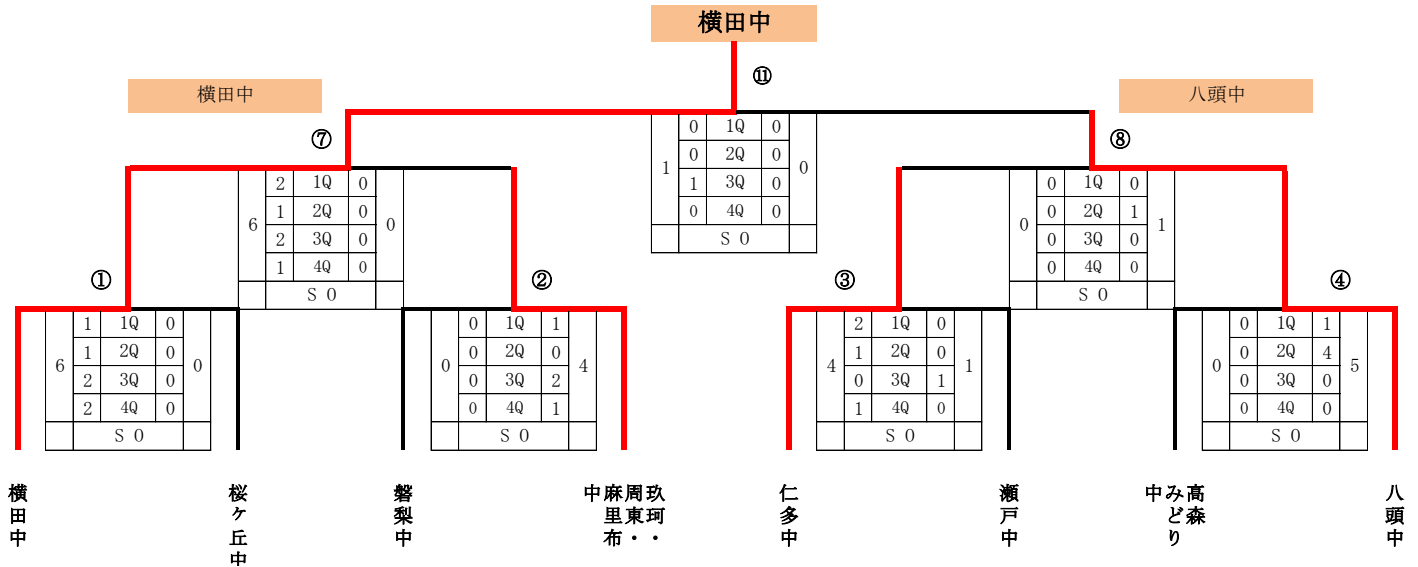 横田中
⑪
横田中
八頭中
⑦
⑧
0 1Q 0
0 2Q 0
1 0
1 3Q 0
0 4Q 0
S O
2 1Q 0
1 2Q 0
6 0
2 3Q 0
1 4Q 0
S O
0 1Q 0
0 2Q 1
0 1
0 3Q 0
0 4Q 0
S O
①
②
③
④
1 1Q 0
1 2Q 0
6 0
2 3Q 0
2 4Q 0
S O
0 1Q 1
0 2Q 0
0 4
0 3Q 2
0 4Q 1
S O
2 1Q 0
1 2Q 0
4 1
0 3Q 1
1 4Q 0
S O
0 1Q 1
0 2Q 4
0 5
0 3Q 0
0 4Q 0
S O
横田中
桜ケ丘中
磐梨中
玖珂・
周東・
麻里布
中
仁多中
瀬戸中
高森
みどり
中
八頭中